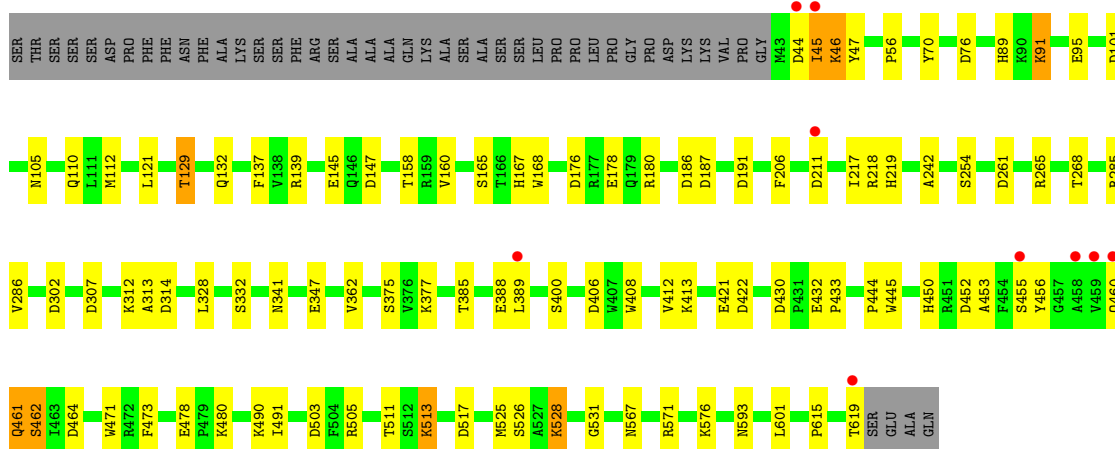 SER THR SER SER SER ASP PRO PHE PHE ASN PHE ALA LYS SER SER PHE ARG SER ALA ALA ALA GLN LYS ALA SER ALA SER SER LEU PRO PRO LEU PRO GLY PRO ASP LYS LYS VAL PRO GLY M43 D44 I45 K46 Y47 P56 Y70 D76 H89 K90 K91 E95 D101
N105 Q110 L111 M112 L121 T129 Q132 F137 V138 R139 E145 Q146 D147 T158 R159 V160 S165 T166 H167 W168 D176 R177 E178 Q179 R180 D186 D187 D191 F206 D211 I217 R218 H219 A242 S254 D261 R265 T268 R285
V286 D302 D307 K312 A313 D314 L328 S332 N341 E347 V362 S375 V376 K377 T385 E388 L389 S400 D406 W407 W408 V412 K413 E421 D422 D430 P431 E432 P433 P444 W445 H450 R451 D452 A453 F454 S455 Y456 G457 A458 V459 Q460
Q461 S462 I463 D464 W471 R472 F473 E478 P479 K480 K490 I491 D503 F504 R505 T511 S512 K513 D517 M525 S526 A527 K528 G531 N567 R571 K576 N593 L601 P615 T619 SER GLU ALA GLN